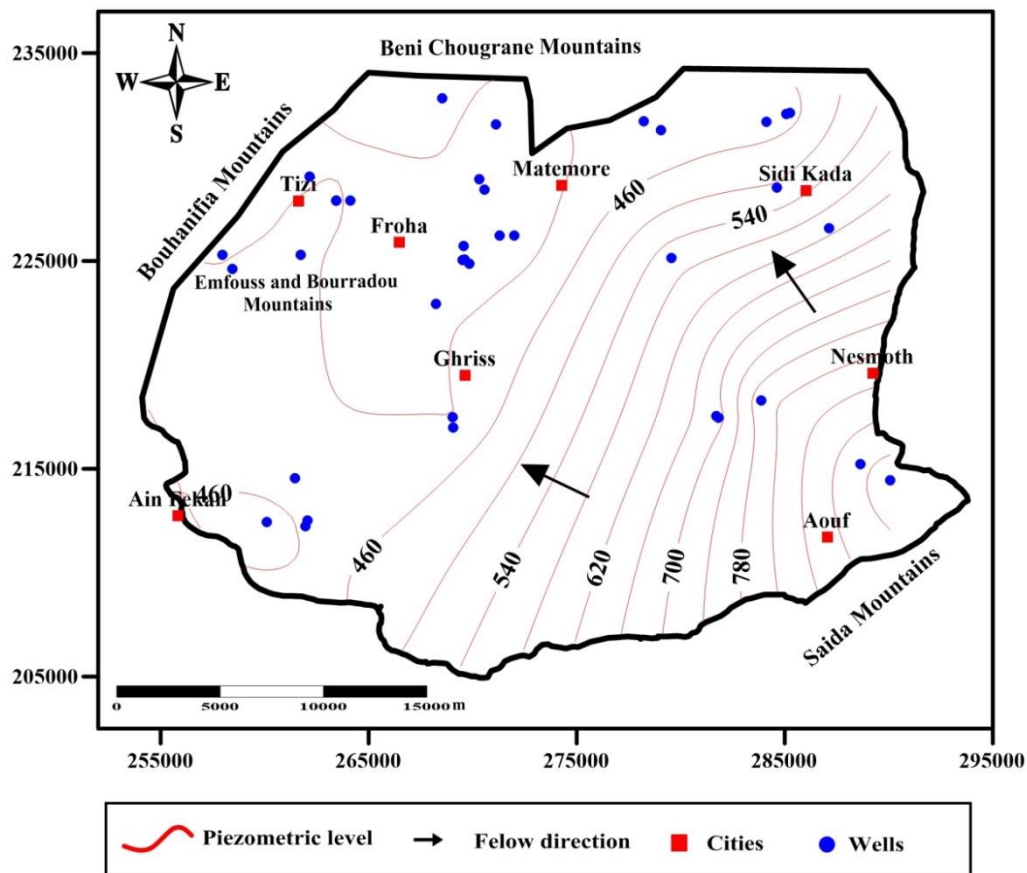 235000
225000
215000
205000
N
W
E
S
Beni Chougrane Mountains
Bouhanifia Mountains
Tizi
Froha
Matemore
Sidi Kada
460
540
Emfouss and Bourradou
Mountains
Ghriss
Nesmoth
460
Ain Fekan
Aouf
460
540
620
700
780
Saida Mountains
0
5000
10000
15000 m
255000
265000
275000
285000
295000
Piezometric level
Felow direction
Cities
Wells